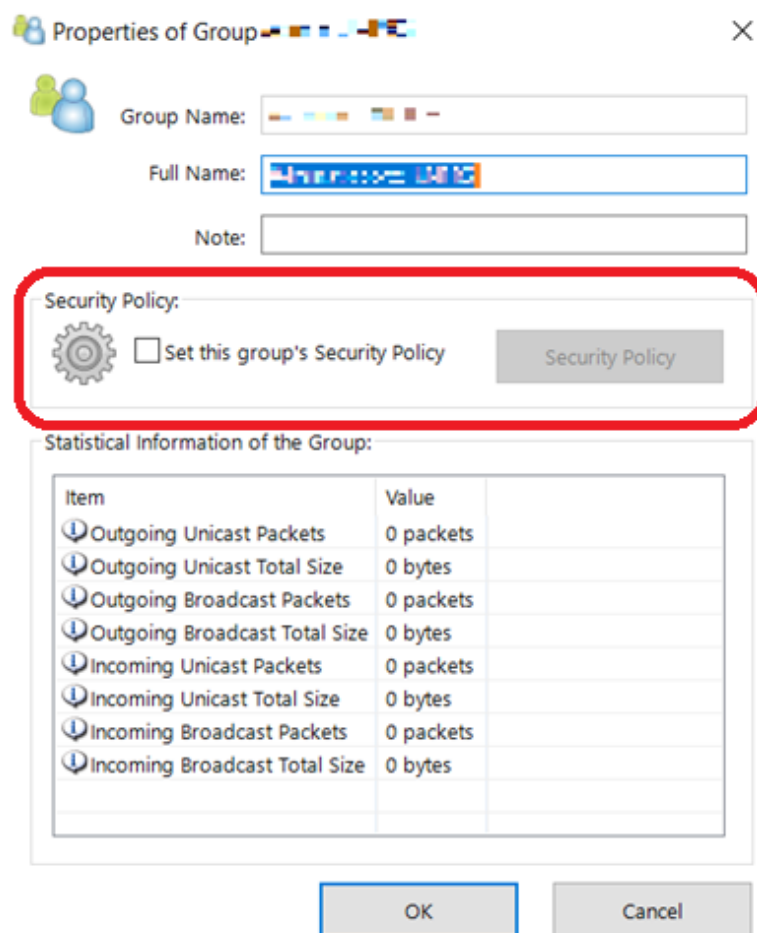 Properties of Group
Group Name:
Full Name:
Note:
Security Policy:
Set this group's Security Policy
Security Policy
Statistical Information of the Group:
Item Value
Outgoing Unicast Packets 0 packets
Outgoing Unicast Total Size 0 bytes
Outgoing Broadcast Packets 0 packets
Outgoing Broadcast Total Size 0 bytes
Incoming Unicast Packets 0 packets
Incoming Unicast Total Size 0 bytes
Incoming Broadcast Packets 0 packets
Incoming Broadcast Total Size 0 bytes
OK Cancel